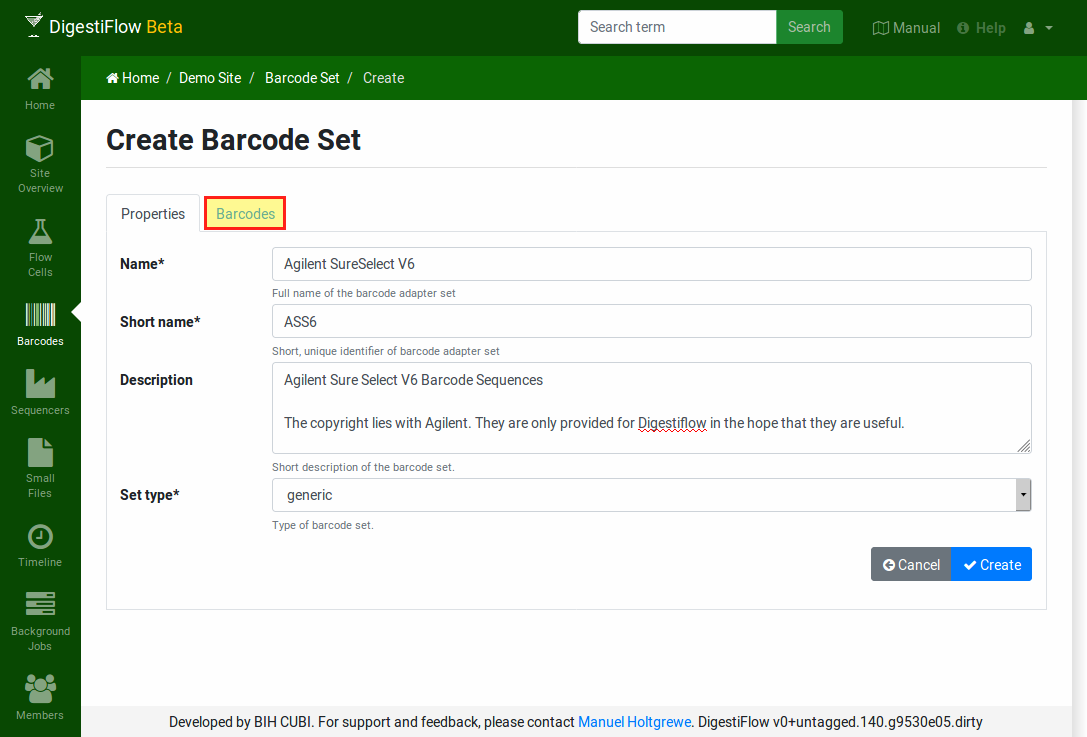 DigestiFlow Beta
Search term
Search
Manual
Help
Home / Demo Site / Barcode Set / Create
Home
Site
Overview
Flow
Cells
Barcodes
Sequencers
Small
Files
Timeline
Background
Jobs
Members
Create Barcode Set
Properties
Barcodes
Name*
Agilent SureSelect V6
Full name of the barcode adapter set
Short name*
ASS6
Short, unique identifier of barcode adapter set
Description
Agilent Sure Select V6 Barcode Sequences
The copyright lies with Agilent. They are only provided for Digestiflow in the hope that they are useful.
Short description of the barcode set.
Set type*
generic
Type of barcode set.
Cancel
Create
Developed by BIH CUBI. For support and feedback, please contact Manuel Holtgrewe. DigestiFlow v0+untagged.140.g9530e05.dirty